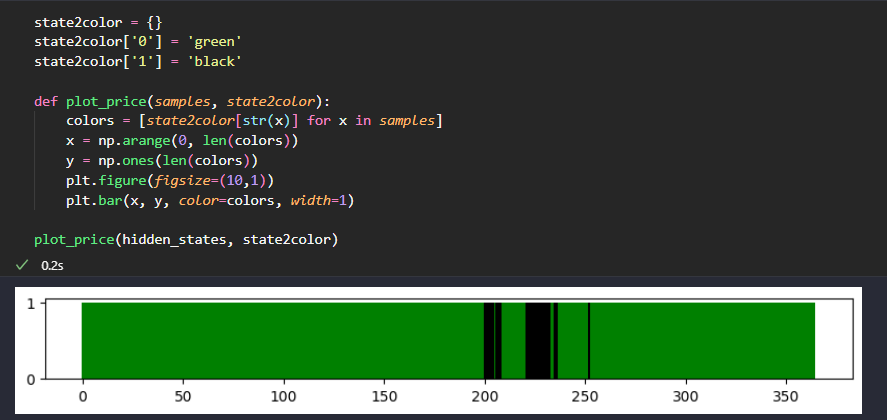 state2color = {}
state2color['0'] = 'green'
state2color['1'] = 'black'
def plot_price(samples, state2color):
    colors = [state2color[str(x)] for x in samples]
    x = np.arange(0, len(colors))
    y = np.ones(len(colors))
    plt.figure(figsize=(10,1))
    plt.bar(x, y, color=colors, width=1)
plot_price(hidden_states, state2color)
✓ 0.2s
1
0
0 50 100 150 200 250 300 350